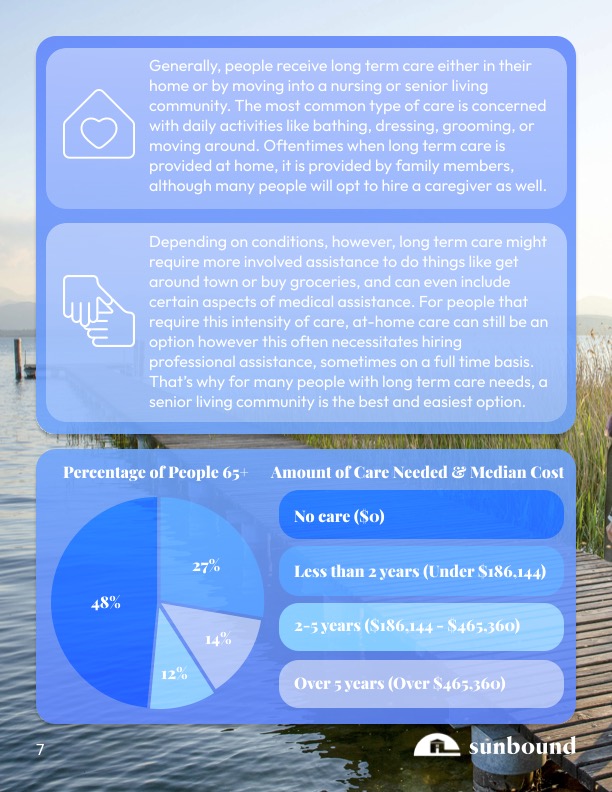 Generally, people receive long term care either in their
home or by moving into a nursing or senior living
community. The most common type of care is concerned
with daily activities like bathing, dressing, grooming, or
moving around. Oftentimes when long term care is
provided at home, it is provided by family members,
although many people will opt to hire a caregiver as well.
Depending on conditions, however, long term care might
require more involved assistance to do things like get
around town or buy groceries, and can even include
certain aspects of medical assistance. For people that
require this intensity of care, at-home care can still be an
option however this often necessitates hiring
professional assistance, sometimes on a full time basis.
That's why for many people with long term care needs, a
senior living community is the best and easiest option.
Percentage of People 65+
48%
27%
14%
12%
Amount of Care Needed & Median Cost
No care ($0)
Less than 2 years (Under $186,144)
2-5 years ($186,144 - $465,360)
Over 5 years (Over $465,360)
7
sunbound